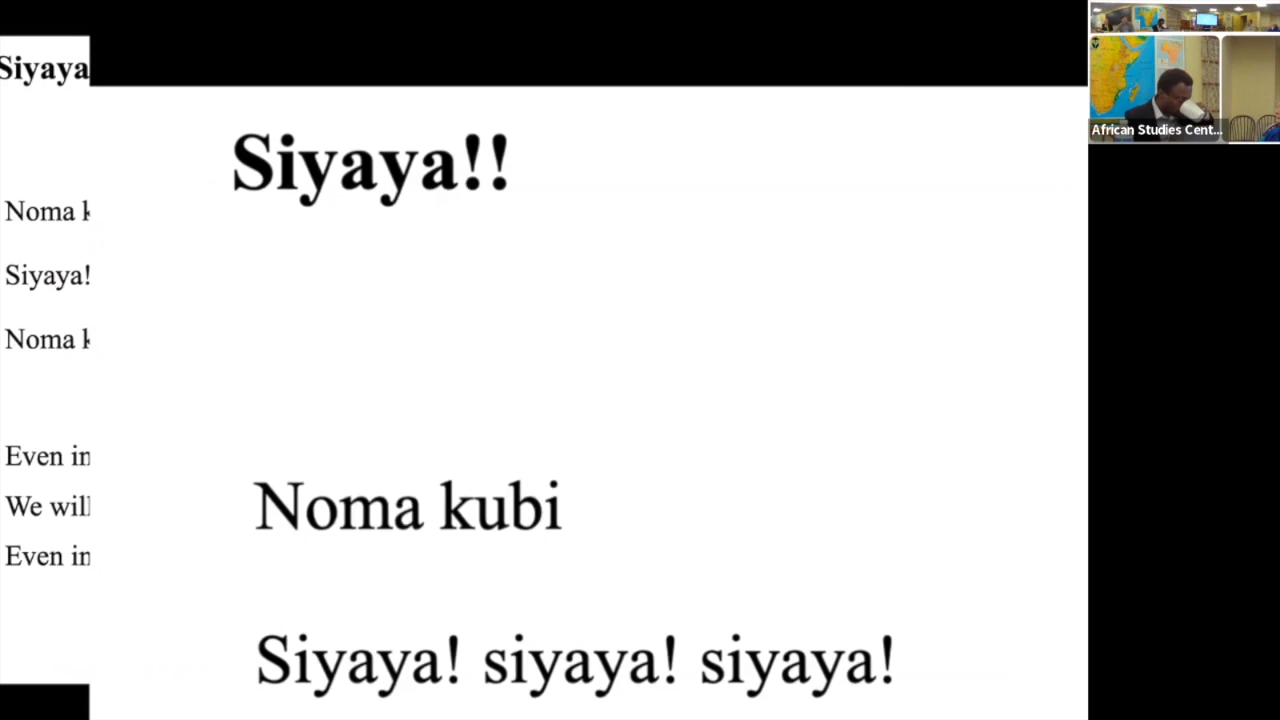 Siyaya
Noma k
Siyaya!
Noma k
Even in
We will
Even in
Siyaya!!
Noma kubi
Siyaya! siyaya! siyaya!
African Studies Cent...